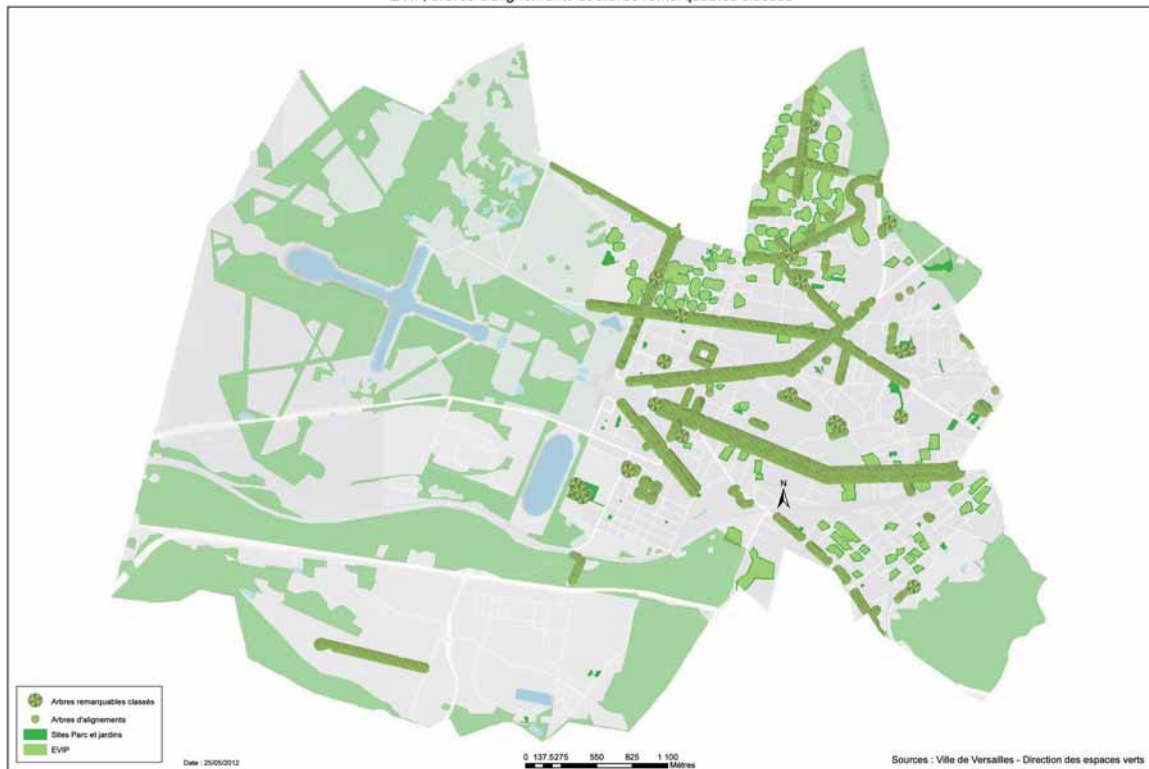 N
Arbres remarquables classés
Arbres d'alignements
Sites Parc et jardins
EVIP
Date : 25/05/2012
0 137.5275 550 825 1 100
Mètres
Sources : Ville de Versailles - Direction des espaces verts